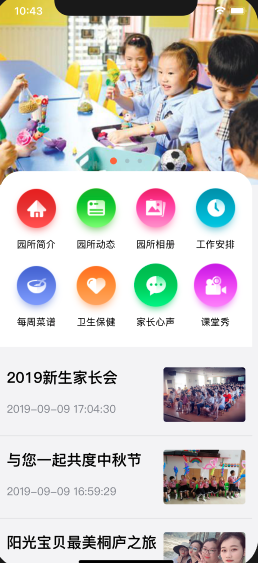 10:43
园所简介 园所动态 园所相册 工作安排
每周菜谱 卫生保健 家长心声 课堂秀
2019新生家长会
2019-09-09 17:04:30
与您一起共度中秋节
2019-09-09 16:59:29
阳光宝贝最美桐庐之旅